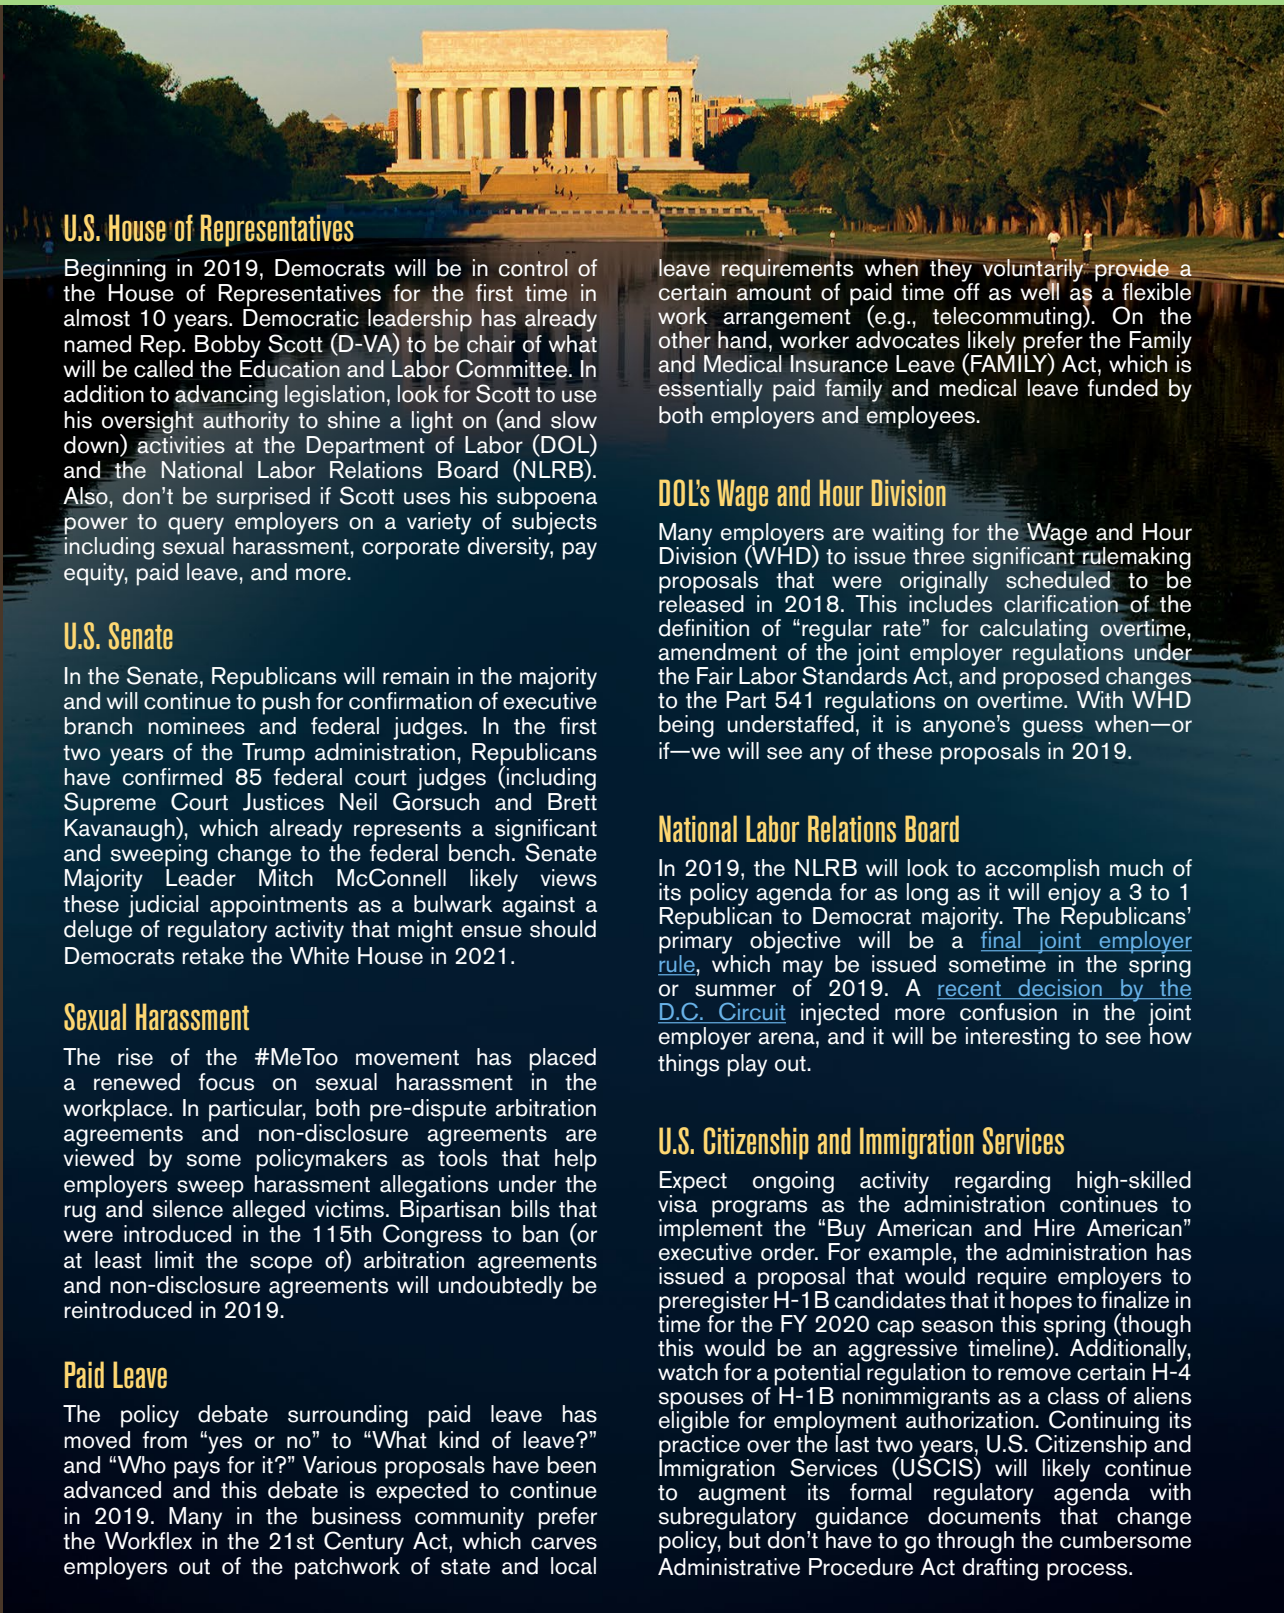 U.S. House of Representatives
Beginning in 2019, Democrats will be in control of
the House of Representatives for the first time in
almost 10 years. Democratic leadership has already
named Rep. Bobby Scott (D-VA) to be chair of what
will be called the Education and Labor Committee. In
addition to advancing legislation, look for Scott to use
his oversight authority to shine a light on (and slow
down) activities at the Department of Labor (DOL)
and the National Labor Relations Board (NLRB).
Also, don’t be surprised if Scott uses his subpoena
power to query employers on a variety of subjects
including sexual harassment, corporate diversity, pay
equity, paid leave, and more.
U.S. Senate
In the Senate, Republicans will remain in the majority
and will continue to push for confirmation of executive
branch nominees and federal judges. In the first
two years of the Trump administration, Republicans
have confirmed 85 federal court judges (including
Supreme Court Justices Neil Gorsuch and Brett
Kavanaugh), which already represents a significant
and sweeping change to the federal bench. Senate
Majority Leader Mitch McConnell likely views
these judicial appointments as a bulwark against a
deluge of regulatory activity that might ensue should
Democrats retake the White House in 2021.
Sexual Harassment
The rise of the #MeToo movement has placed
a renewed focus on sexual harassment in the
workplace. In particular, both pre-dispute arbitration
agreements and non-disclosure agreements are
viewed by some policymakers as tools that help
employers sweep harassment allegations under the
rug and silence alleged victims. Bipartisan bills that
were introduced in the 115th Congress to ban (or
at least limit the scope of) arbitration agreements
and non-disclosure agreements will undoubtedly be
reintroduced in 2019.
Paid Leave
The policy debate surrounding paid leave has
moved from “yes or no” to “What kind of leave?”
and “Who pays for it?” Various proposals have been
advanced and this debate is expected to continue
in 2019. Many in the business community prefer
the Workflex in the 21st Century Act, which carves
employers out of the patchwork of state and local
leave requirements when they voluntarily provide a
certain amount of paid time off as well as a flexible
work arrangement (e.g., telecommuting). On the
other hand, worker advocates likely prefer the Family
and Medical Insurance Leave (FAMILY) Act, which is
essentially paid family and medical leave funded by
both employers and employees.
DOL’s Wage and Hour Division
Many employers are waiting for the Wage and Hour
Division (WHD) to issue three significant rulemaking
proposals that were originally scheduled to be
released in 2018. This includes clarification of the
definition of “regular rate” for calculating overtime,
amendment of the joint employer regulations under
the Fair Labor Standards Act, and proposed changes
to the Part 541 regulations on overtime. With WHD
being understaffed, it is anyone’s guess when—or
if—we will see any of these proposals in 2019.
National Labor Relations Board
In 2019, the NLRB will look to accomplish much of
its policy agenda for as long as it will enjoy a 3 to 1
Republican to Democrat majority. The Republicans’
primary objective will be a final joint employer
rule, which may be issued sometime in the spring
or summer of 2019. A recent decision by the
D.C. Circuit injected more confusion in the joint
employer arena, and it will be interesting to see how
things play out.
U.S. Citizenship and Immigration Services
Expect ongoing activity regarding high-skilled
visa programs as the administration continues to
implement the “Buy American and Hire American”
executive order. For example, the administration has
issued a proposal that would require employers to
preregister H-1B candidates that it hopes to finalize in
time for the FY 2020 cap season this spring (though
this would be an aggressive timeline). Additionally,
watch for a potential regulation to remove certain H-4
spouses of H-1B nonimmigrants as a class of aliens
eligible for employment authorization. Continuing its
practice over the last two years, U.S. Citizenship and
Immigration Services (USCIS) will likely continue
to augment its formal regulatory agenda with
subregulatory guidance documents that change
policy, but don’t have to go through the cumbersome
Administrative Procedure Act drafting process.